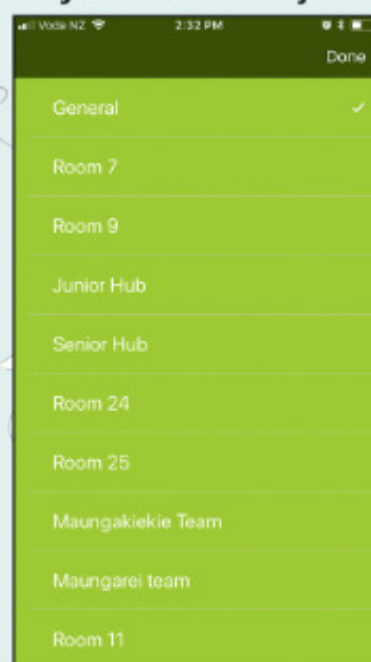 Voda NZ 2:32 PM
Done
General
Room 7
Room 9
Junior Hub
Senior Hub
Room 24
Room 25
Maungakiekie Team
Maungarei team
Room 11